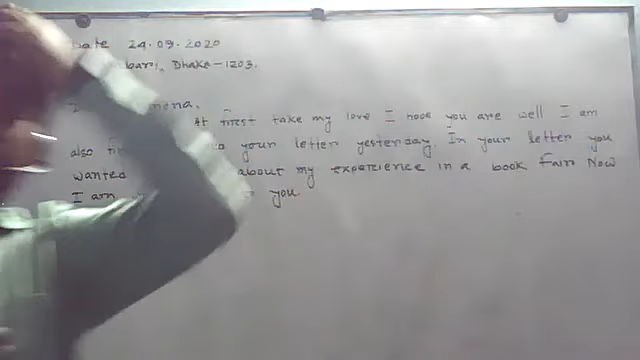 Date 24.09.2020
bari, Dhaka-1203.
mona,
At first take my love I hope you are well I am
also your letter yesterday. In your letter you
wanted about my experience in a book fair Now
I am you